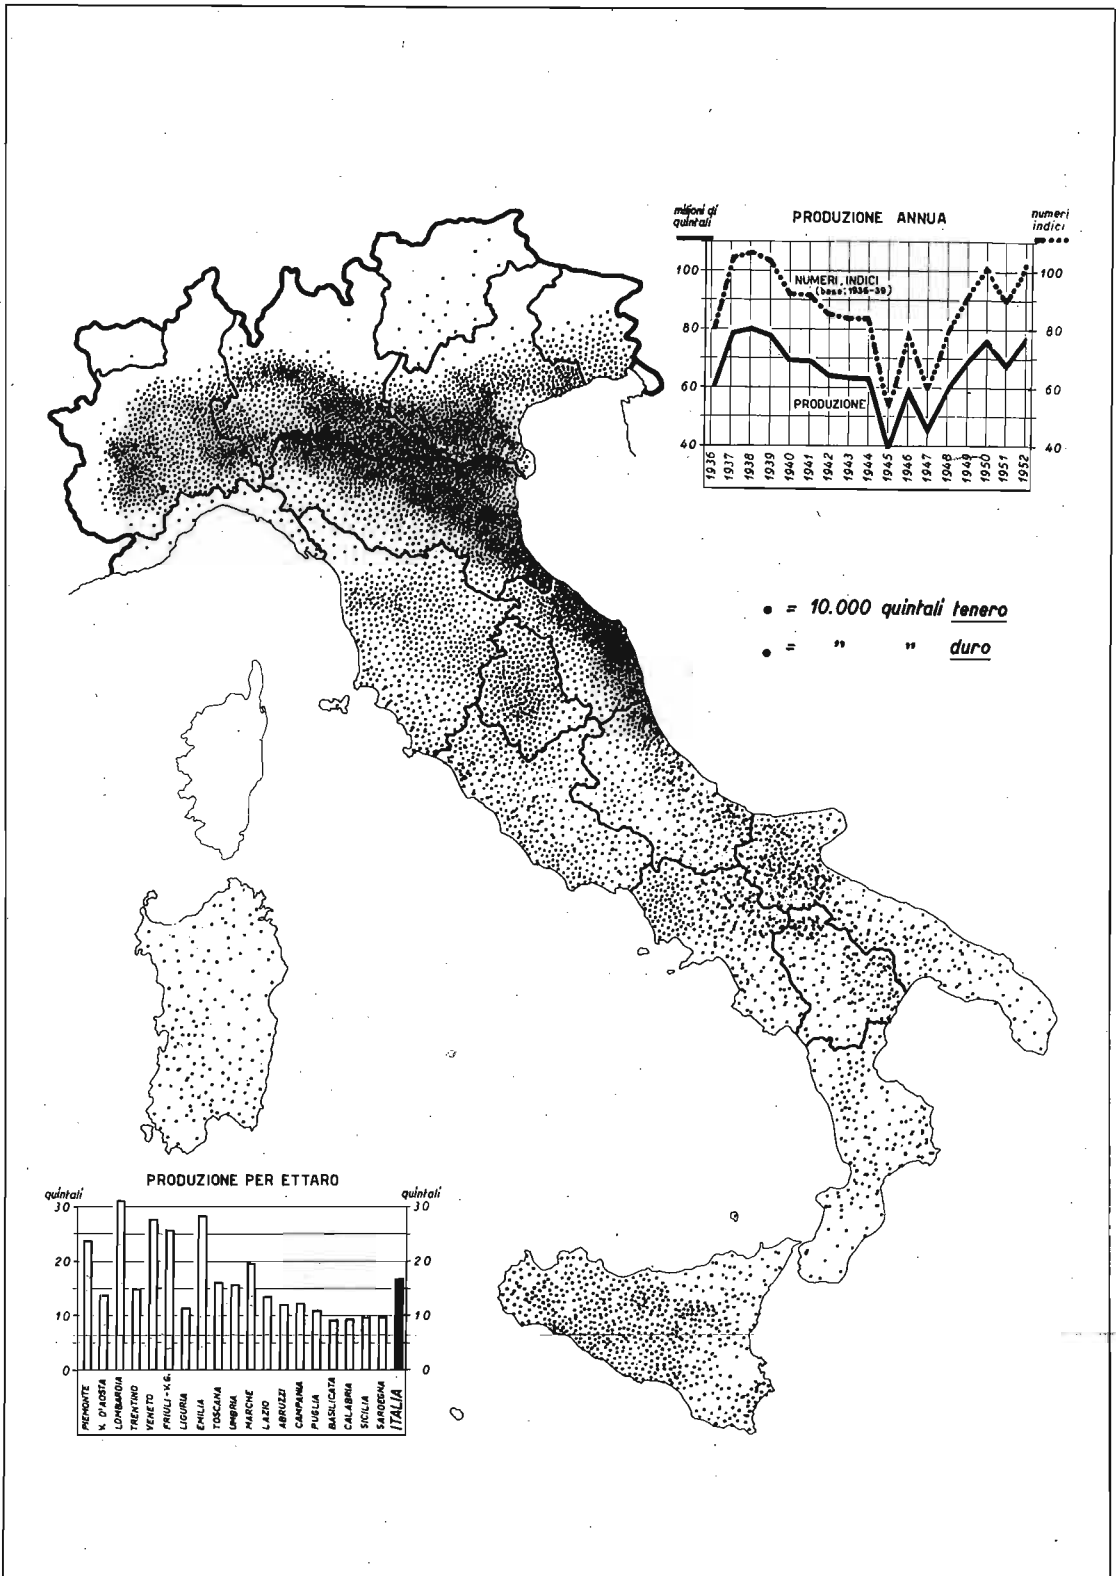 milioni di
quintali
PRODUZIONE ANNUA
numeri
indici
100
80
60
40
NUMERI INDICI
(base: 1936-39)
PRODUZIONE
100
80
60
40
1936
1937
1938
1939
1940
1941
1942
1943
1944
1945
1946
1947
1948
1949
1950
1951
1952
• = 10.000 quintali tenero
• = " " duro
PRODUZIONE PER ETTARO
quintali
quintali
30
20
10
0
30
20
10
0
PIEMONTE
V. D'AOSTA
LOMBARDIA
TRENTINO
VENETO
FRIULI-V.G.
LIGURIA
EMILIA
TOSCANA
UMBRIA
MARCHE
LAZIO
ABRUZZI
CAMPANIA
PUGLIA
BASILICATA
CALABRIA
SICILIA
SARDEGNA
ITALIA